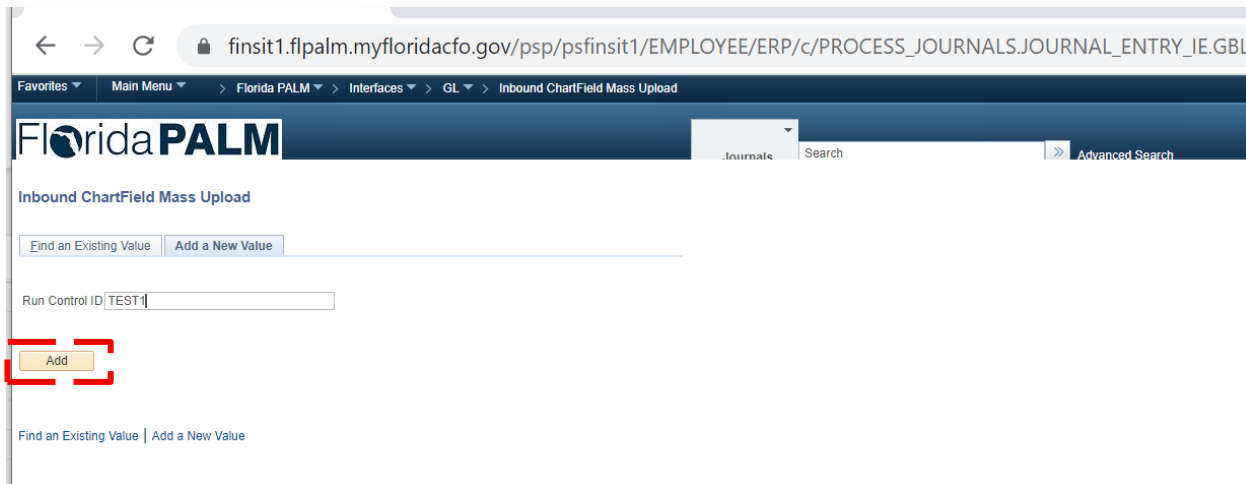 finsit1.flpalm.myfloridacfo.gov/psp/psfinsit1/EMPLOYEE/ERP/c/PROCESS_JOURNALS.JOURNAL_ENTRY_IE.GBL
Favorites Main Menu > Florida PALM > Interfaces > GL > Inbound ChartField Mass Upload
Florida PALM
Journals Search » Advanced Search
Inbound ChartField Mass Upload
Find an Existing Value Add a New Value
Run Control ID TEST1
Add
Find an Existing Value | Add a New Value